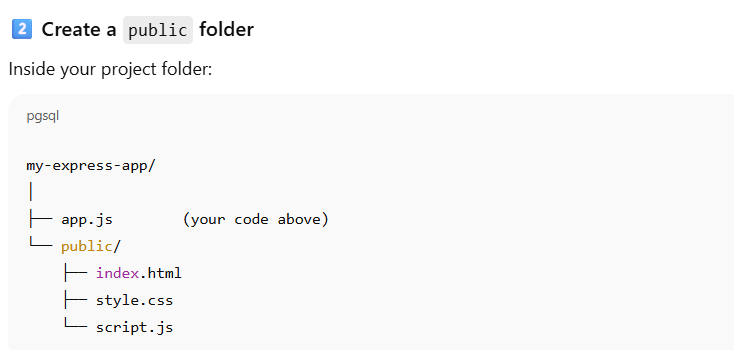 2 Create a public folder
Inside your project folder:
pgsql
my-express-app/
│
├── app.js        (your code above)
└── public/
    ├── index.html
    ├── style.css
    └── script.js